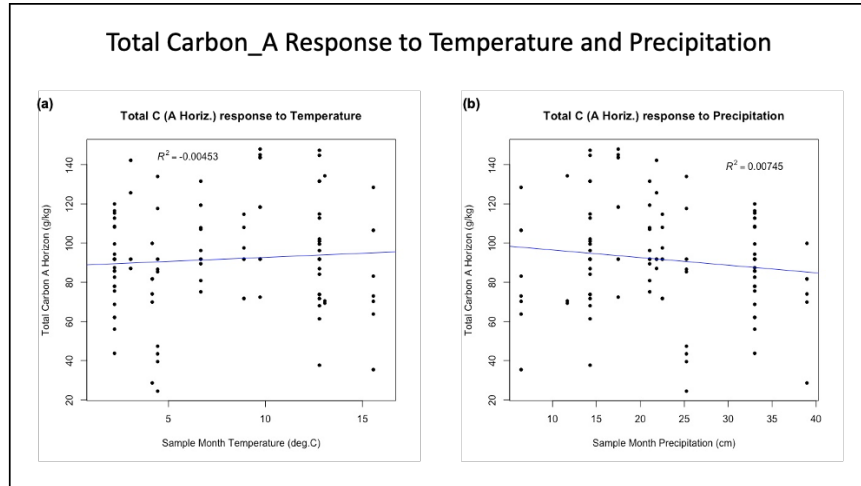 Total Carbon_A Response to Temperature and Precipitation
(a)
Total C (A Horiz.) response to Temperature
R² = -0.00453
Total Carbon A Horizon (g/kg)
140
120
100
80
60
40
20
5
10
15
Sample Month Temperature (deg.C)
(b)
Total C (A Horiz.) response to Precipitation
R² = 0.00745
Total Carbon A Horizon (g/kg)
140
120
100
80
60
40
20
10
15
20
25
30
35
40
Sample Month Precipitation (cm)